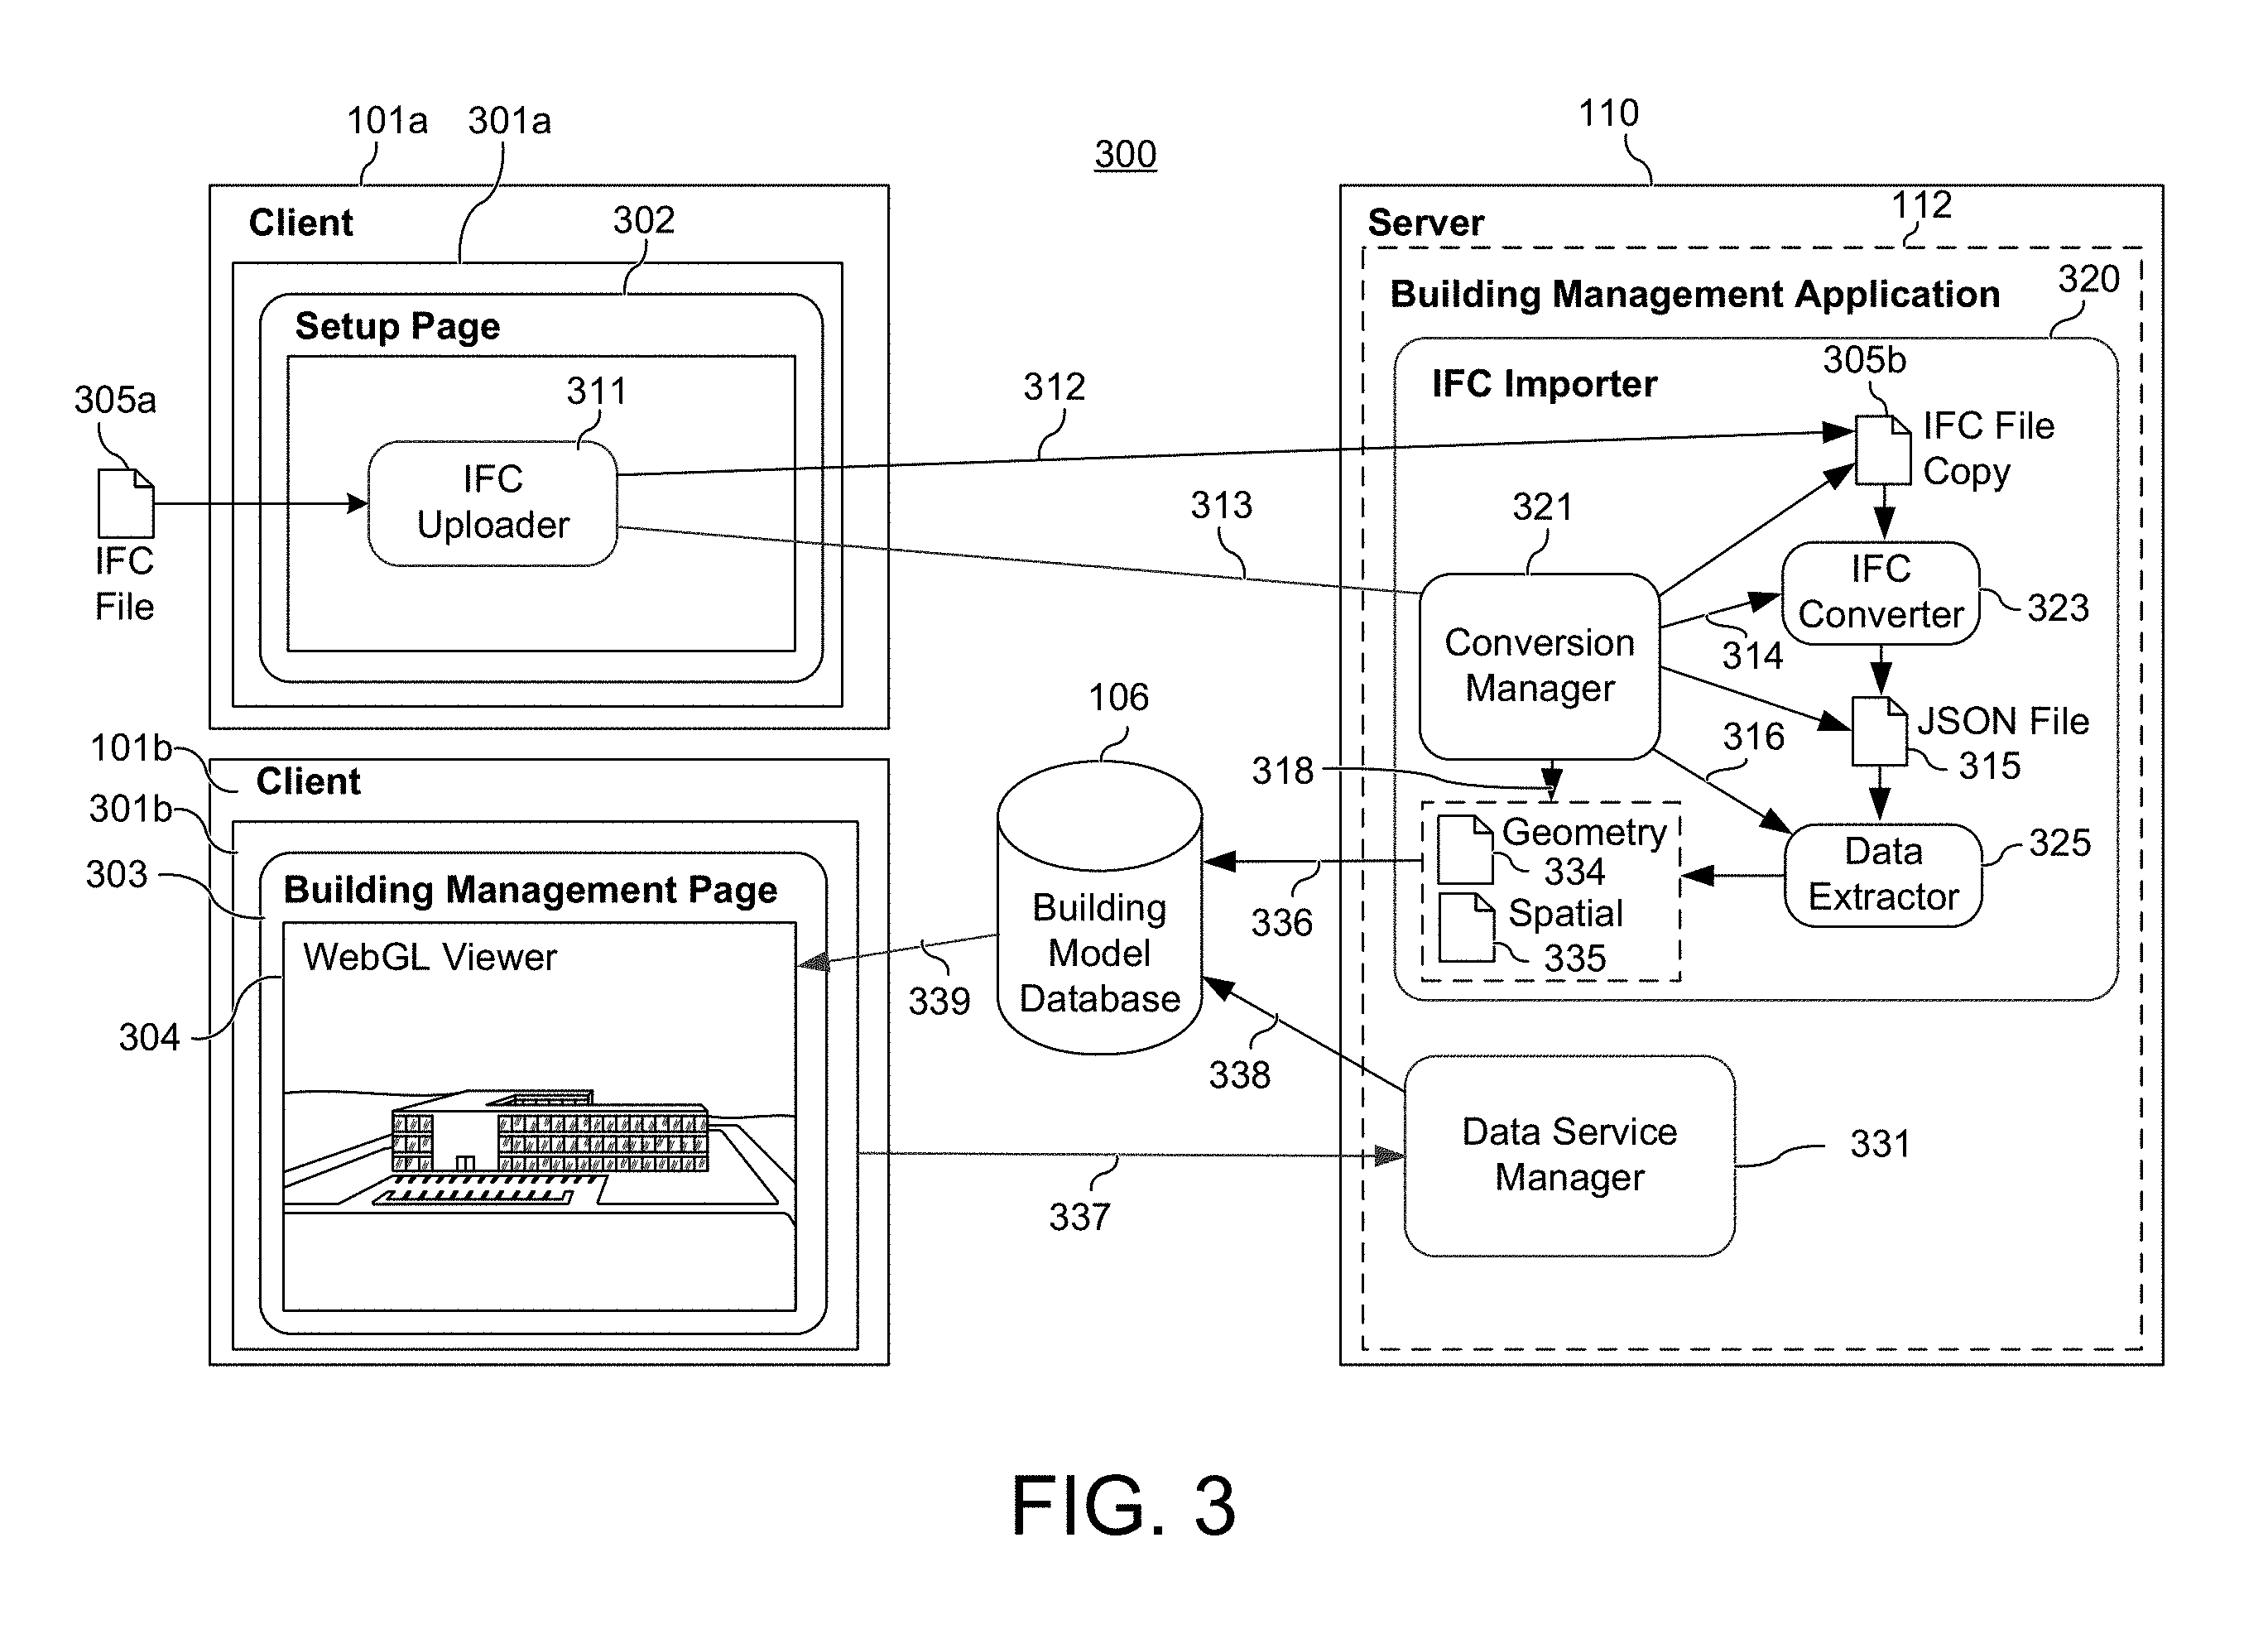 300
101a
301a
Client
302
Setup Page
305a
IFC
File
311
IFC
Uploader
312
313
110
Server
112
Building Management Application
320
IFC Importer
305b
IFC File
Copy
321
Conversion
Manager
314
IFC
Converter
323
JSON File
315
316
318
Data
Extractor
325
Geometry
334
Spatial
335
336
106
Building
Model
Database
101b
Client
301b
303
Building Management Page
WebGL Viewer
304
339
338
337
Data Service
Manager
331
FIG. 3